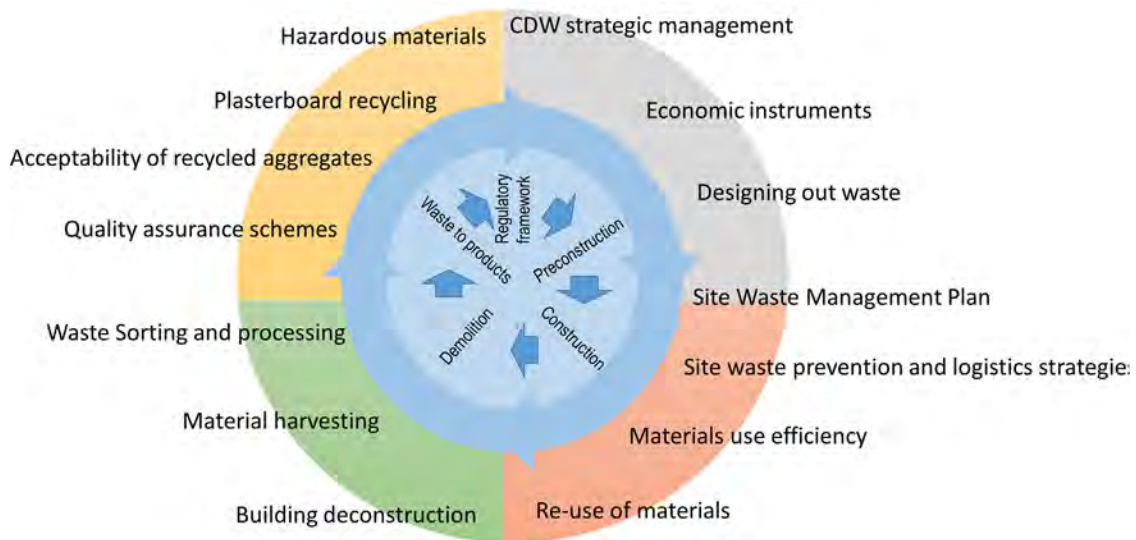 Hazardous materials
CDW strategic management
Plasterboard recycling
Economic instruments
Acceptability of recycled aggregates
Designing out waste
Quality assurance schemes
Site Waste Management Plan
Waste Sorting and processing
Site waste prevention and logistics strategies
Material harvesting
Materials use efficiency
Building deconstruction
Re-use of materials
Regulatory
framework
Preconstruction
Construction
Demolition
Waste to products